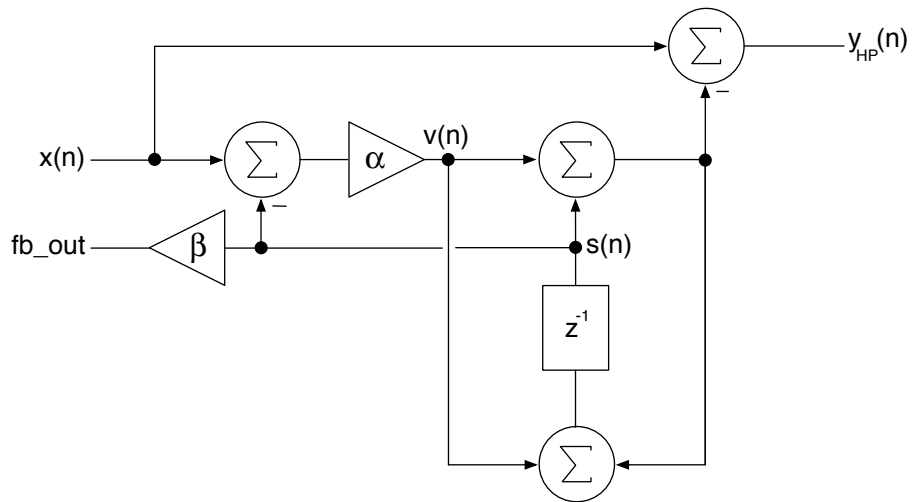 Σ
y_HP(n)
–
x(n)
Σ
α
v(n)
Σ
–
fb_out
β
s(n)
z^-1
Σ